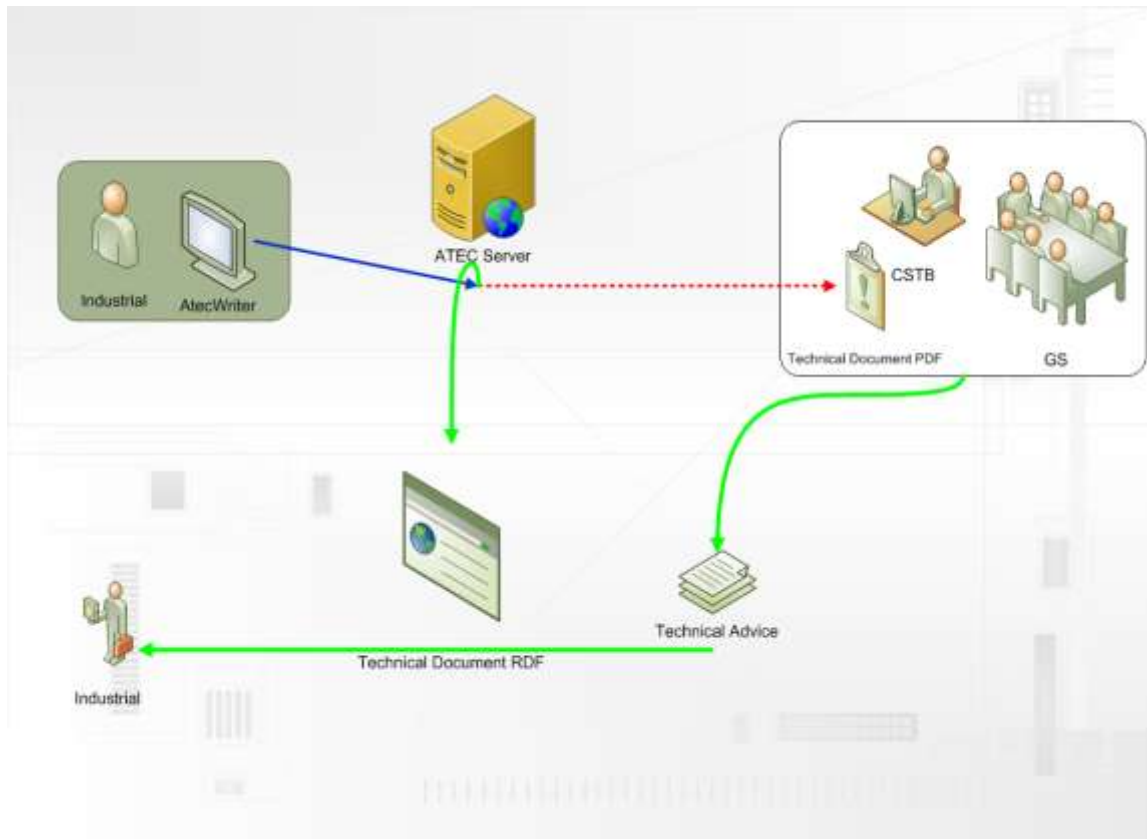 ATEC Server
Industrial
AtecWriter
CSTB
Technical Document PDF
GS
Technical Advice
Technical Document RDF
Industrial